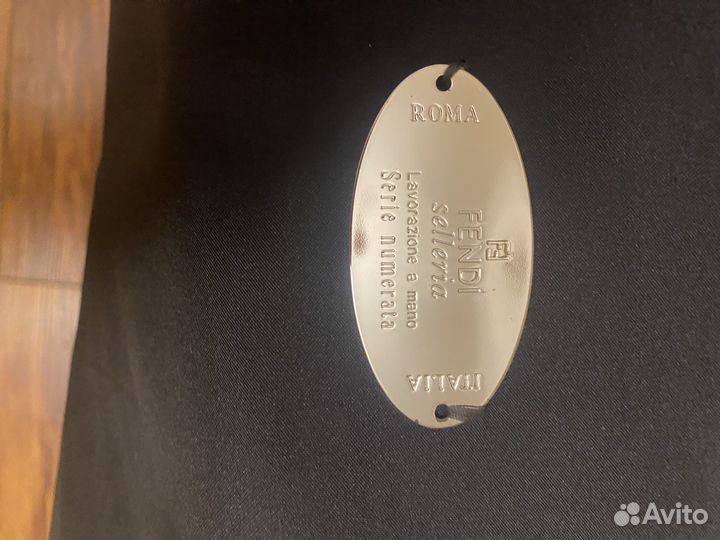 ROMA
FENDI
selleria
Lavorazione a mano
Serie numerata
ITALIA
Avito